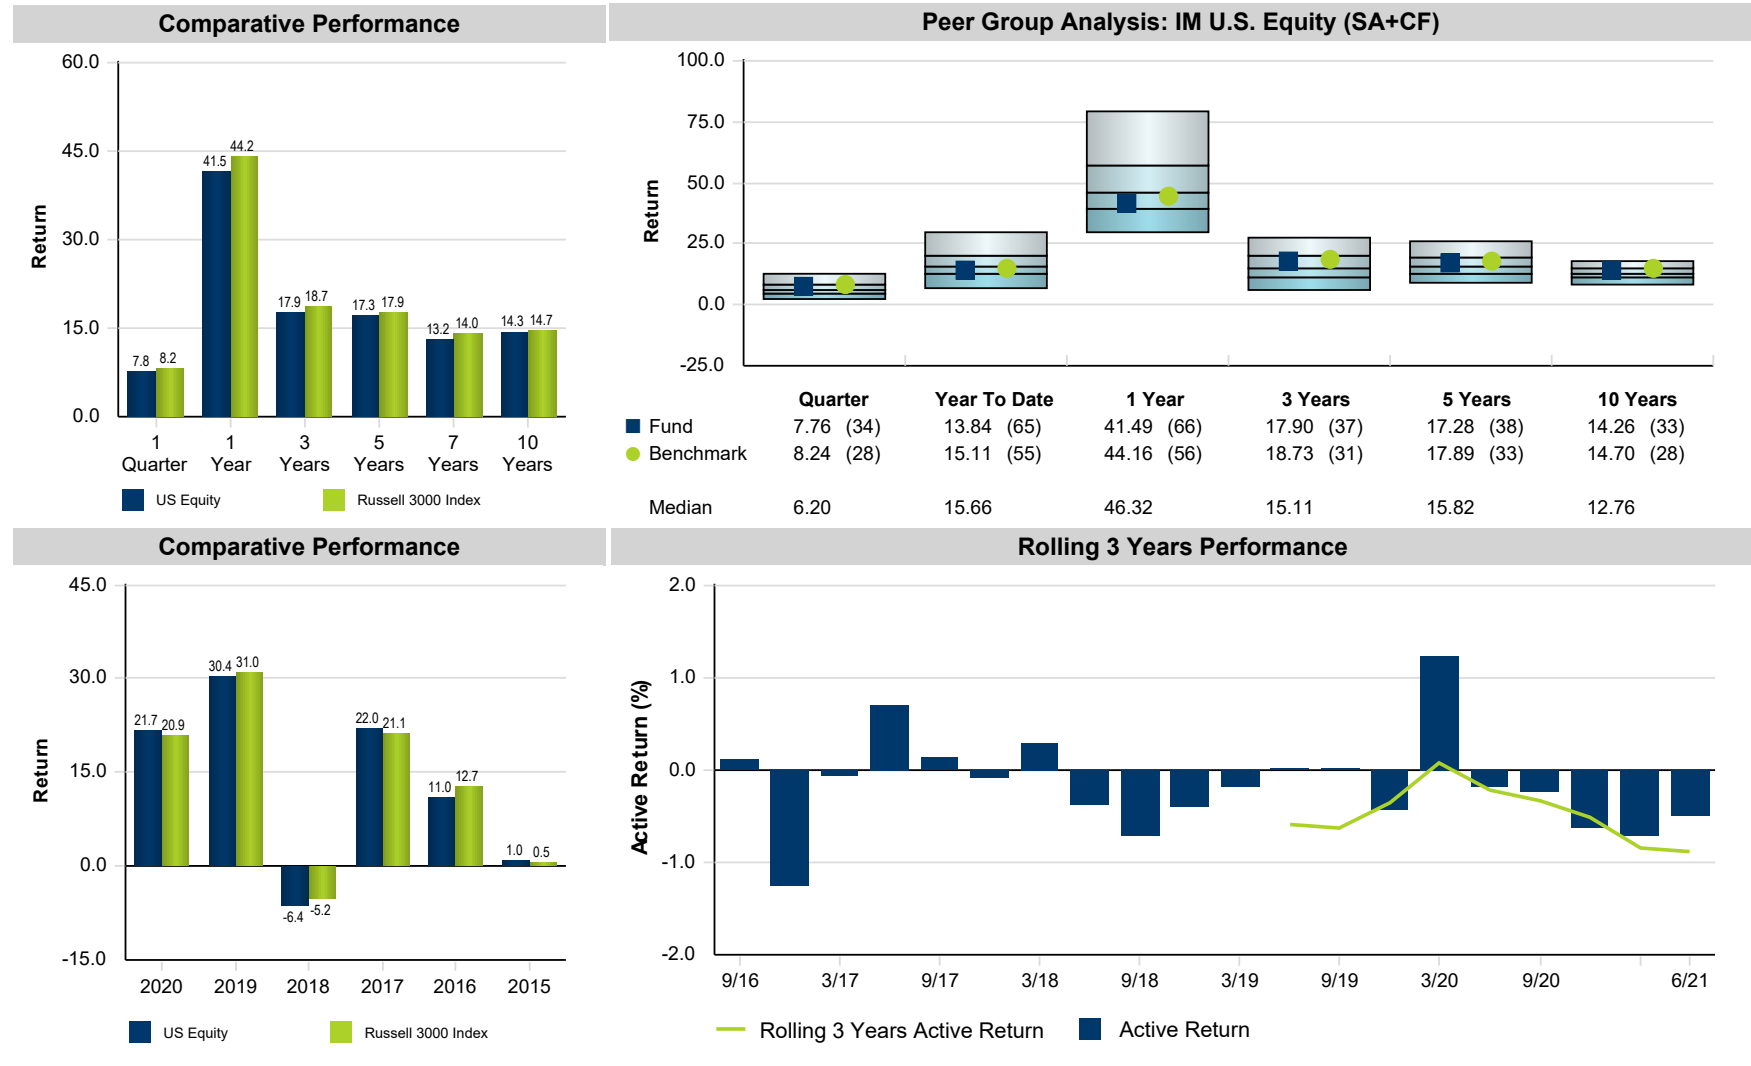 Comparative Performance
60.0
45.0
30.0
15.0
0.0
Return
7.8 8.2
41.5 44.2
17.9 18.7
17.3 17.9
13.2 14.0
14.3 14.7
1 Quarter
1 Year
3 Years
5 Years
7 Years
10 Years
US Equity
Russell 3000 Index
Peer Group Analysis: IM U.S. Equity (SA+CF)
100.0
75.0
50.0
25.0
0.0
-25.0
Return
Quarter Year To Date 1 Year 3 Years 5 Years 10 Years
Fund 7.76 (34) 13.84 (65) 41.49 (66) 17.90 (37) 17.28 (38) 14.26 (33)
Benchmark 8.24 (28) 15.11 (55) 44.16 (56) 18.73 (31) 17.89 (33) 14.70 (28)
Median 6.20 15.66 46.32 15.11 15.82 12.76
Comparative Performance
45.0
30.0
15.0
0.0
-15.0
Return
21.7 20.9
30.4 31.0
-6.4 -5.2
22.0 21.1
11.0 12.7
1.0 0.5
2020 2019 2018 2017 2016 2015
US Equity
Russell 3000 Index
Rolling 3 Years Performance
2.0
1.0
0.0
-1.0
-2.0
Active Return (%)
9/16 3/17 9/17 3/18 9/18 3/19 9/19 3/20 9/20 6/21
Rolling 3 Years Active Return
Active Return